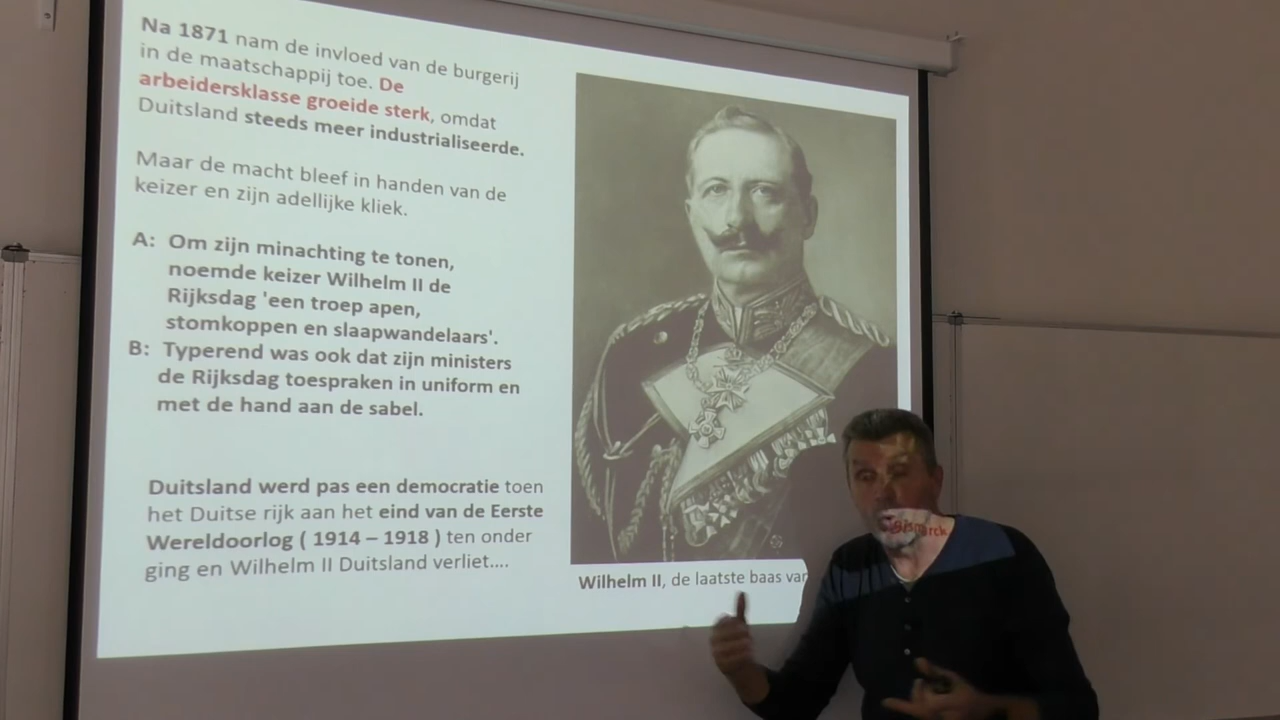 Na 1871 nam de invloed van de burgerij
in de maatschappij toe. De
arbeidersklasse groeide sterk, omdat
Duitsland steeds meer industrialiseerde.
Maar de macht bleef in handen van de
keizer en zijn adellijke kliek.
A: Om zijn minachting te tonen,
noemde keizer Wilhelm II de
Rijksdag 'een troep apen,
stomkoppen en slaapwandelaars'.
B: Typerend was ook dat zijn ministers
de Rijksdag toespraken in uniform en
met de hand aan de sabel.
Duitsland werd pas een democratie toen
het Duitse rijk aan het eind van de Eerste
Wereldoorlog ( 1914 – 1918 ) ten onder
ging en Wilhelm II Duitsland verliet....
Wilhelm II, de laatste baas van
Bismarck